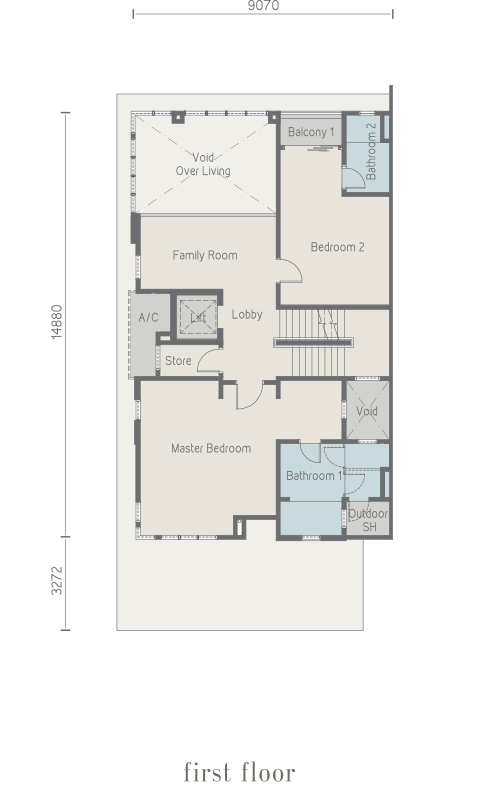 9070
Balcony 1
Bathroom 2
Void
Over Living
Bedroom 2
Family Room
14880
A/C
Lift
Lobby
Store
Void
Master Bedroom
Bathroom 1
Outdoor
SH
3272
first floor